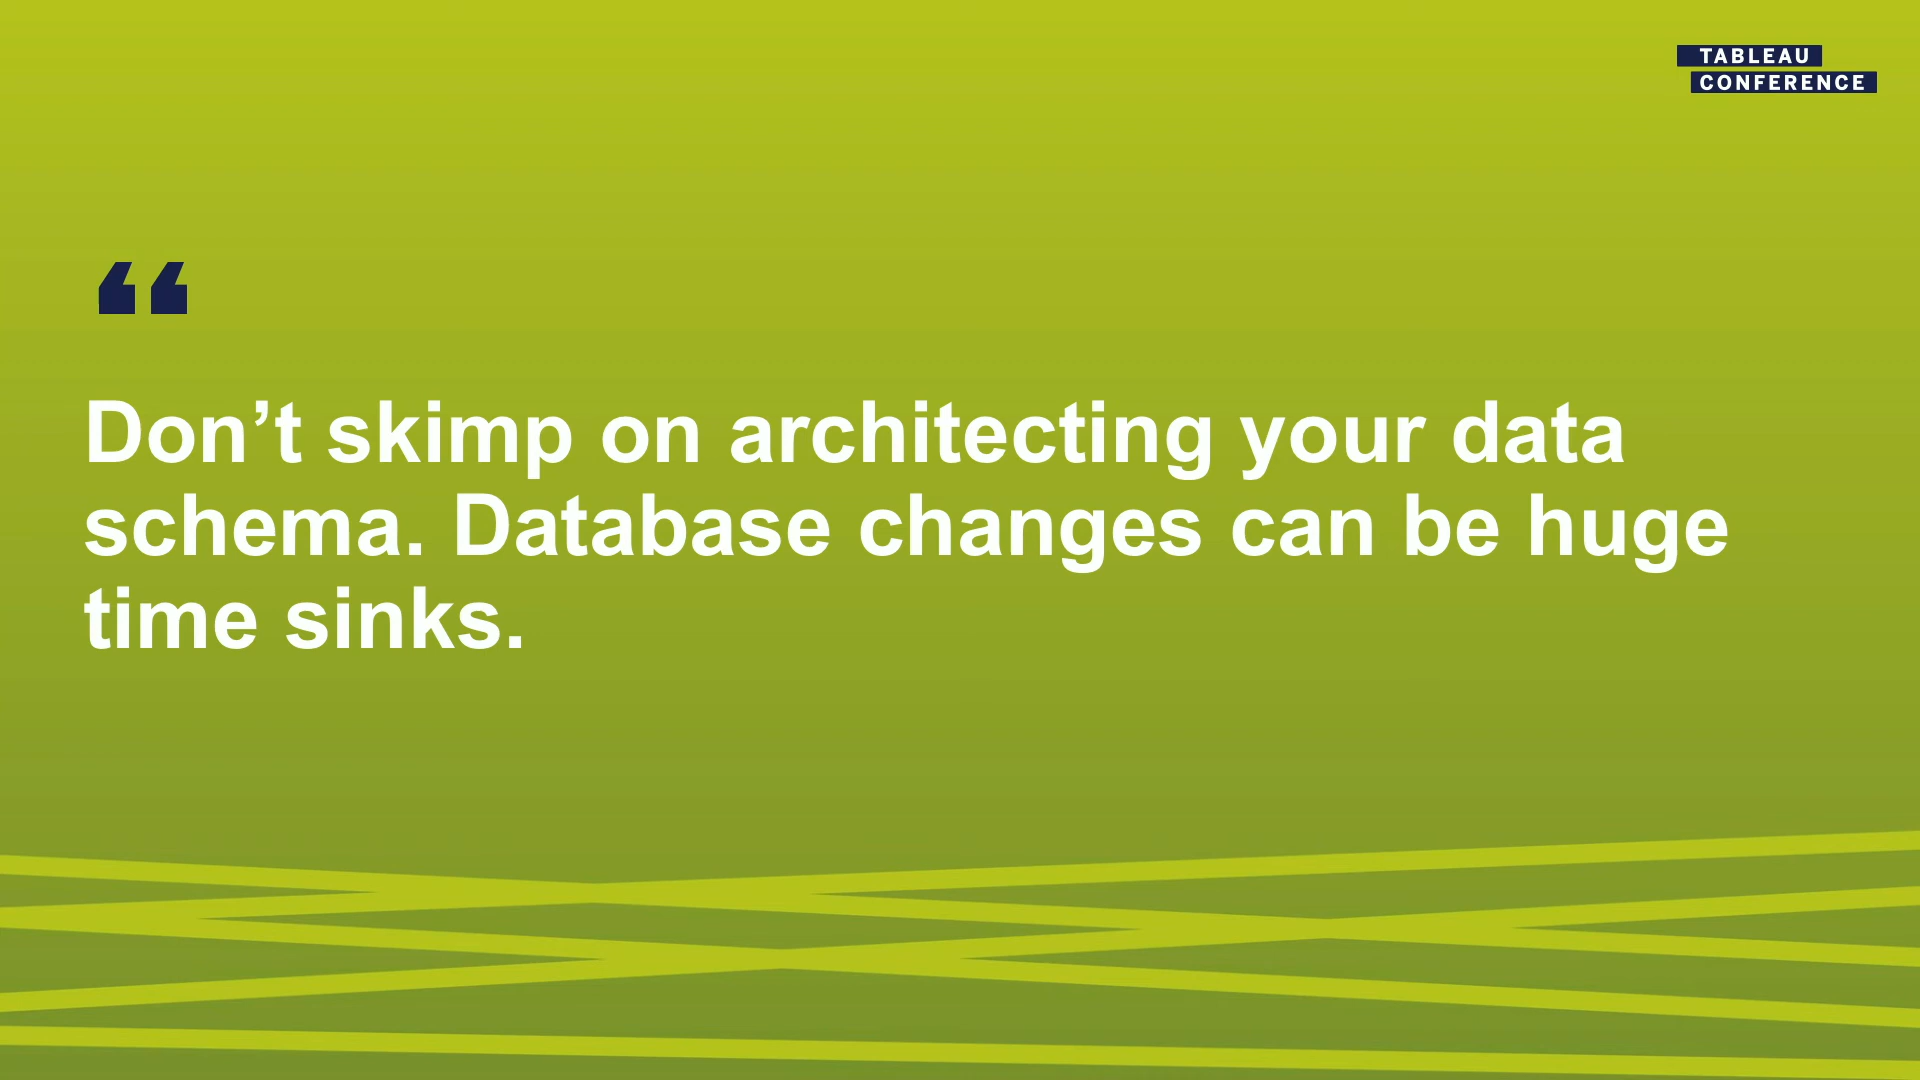 TABLEAU
CONFERENCE
“
Don’t skimp on architecting your data
schema. Database changes can be huge
time sinks.